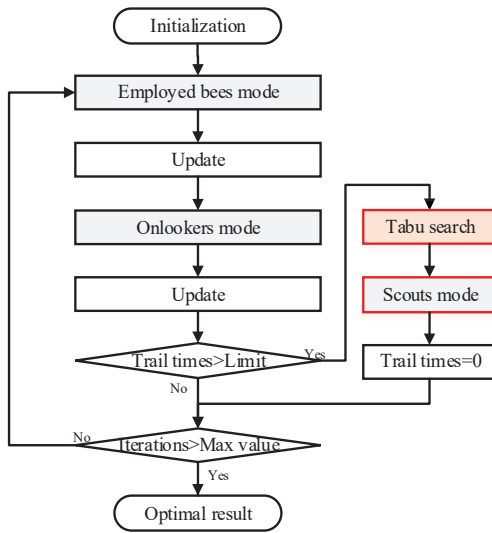 Initialization
Employed bees mode
Update
Onlookers mode
Update
Trail times>Limit
Yes
No
Tabu search
Scouts mode
Trail times=0
Iterations>Max value
No
Yes
Optimal result